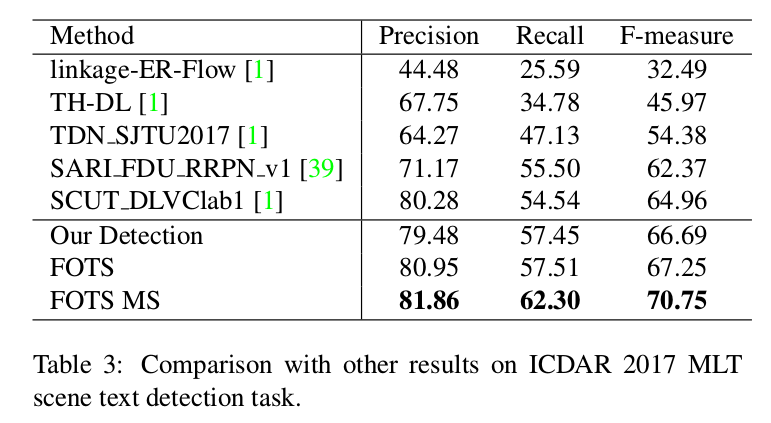 Method Precision Recall F-measure
linkage-ER-Flow [1] 44.48 25.59 32.49
TH-DL [1] 67.75 34.78 45.97
TDN_SJTU2017 [1] 64.27 47.13 54.38
SARI_FDU_RRPN_v1 [39] 71.17 55.50 62.37
SCUT_DLVClab1 [1] 80.28 54.54 64.96
Our Detection 79.48 57.45 66.69
FOTS 80.95 57.51 67.25
FOTS MS 81.86 62.30 70.75
Table 3: Comparison with other results on ICDAR 2017 MLT
scene text detection task.